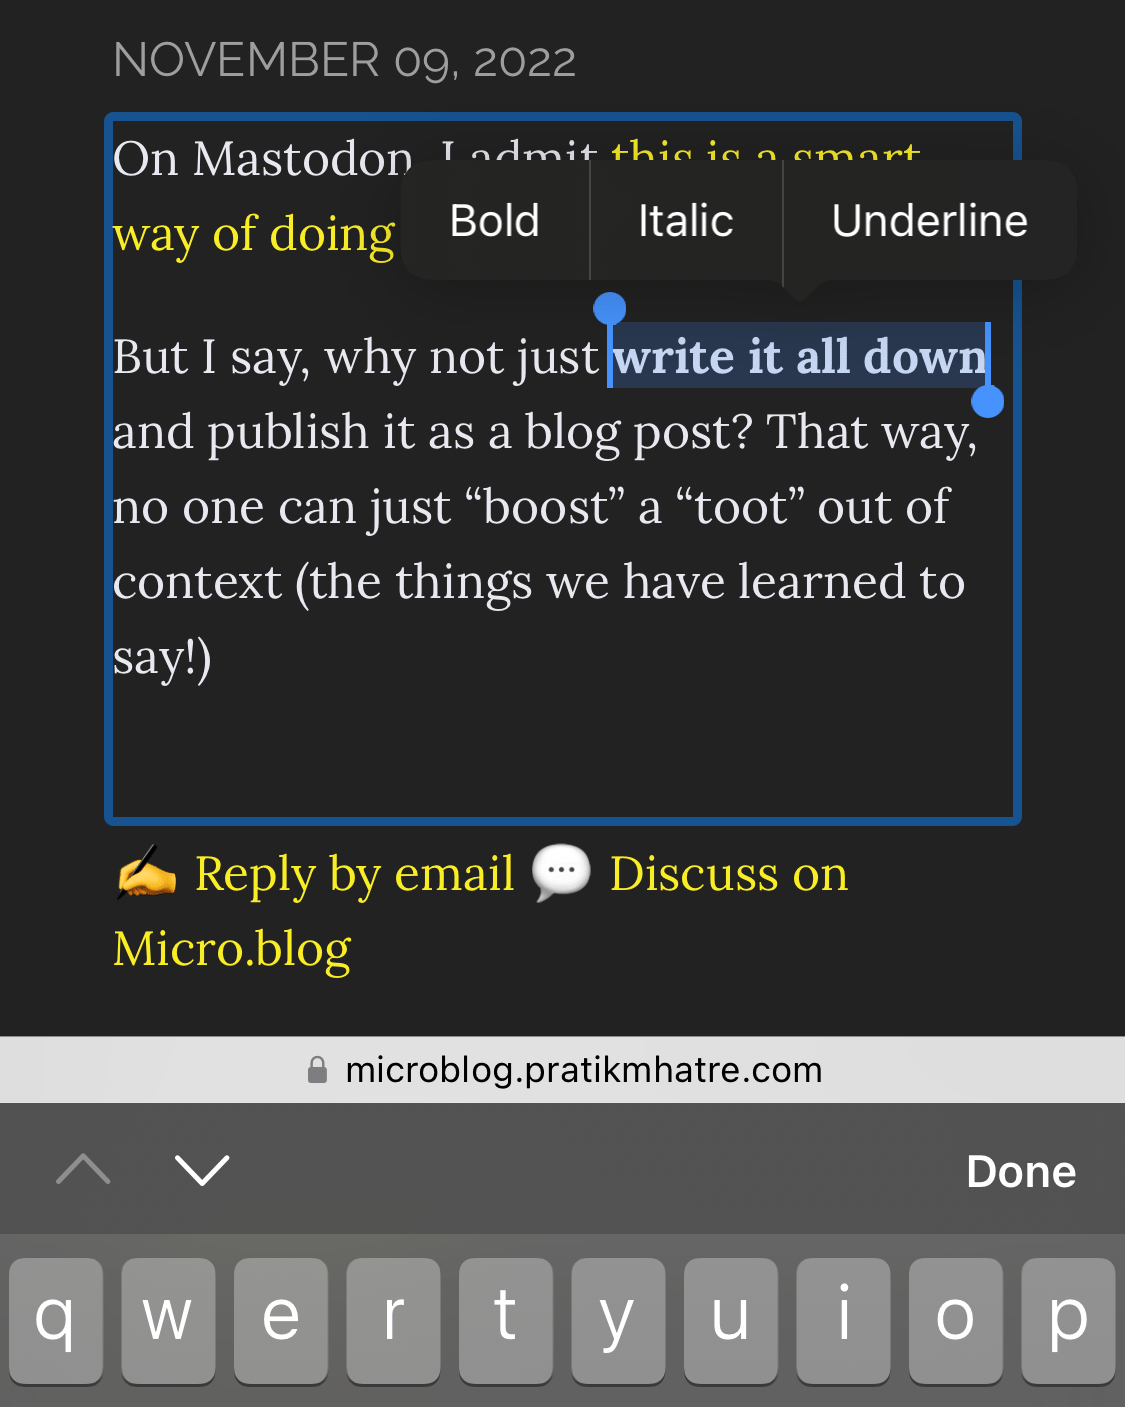 NOVEMBER 09, 2022
On Mastodon, I admit this is a smart
way of doing
Bold Italic Underline
But I say, why not just write it all down
and publish it as a blog post? That way,
no one can just “boost” a “toot” out of
context (the things we have learned to
say!)
✍️ Reply by email 💬 Discuss on
Micro.blog
microblog.pratikmhatre.com
Done
q w e r t y u i o p